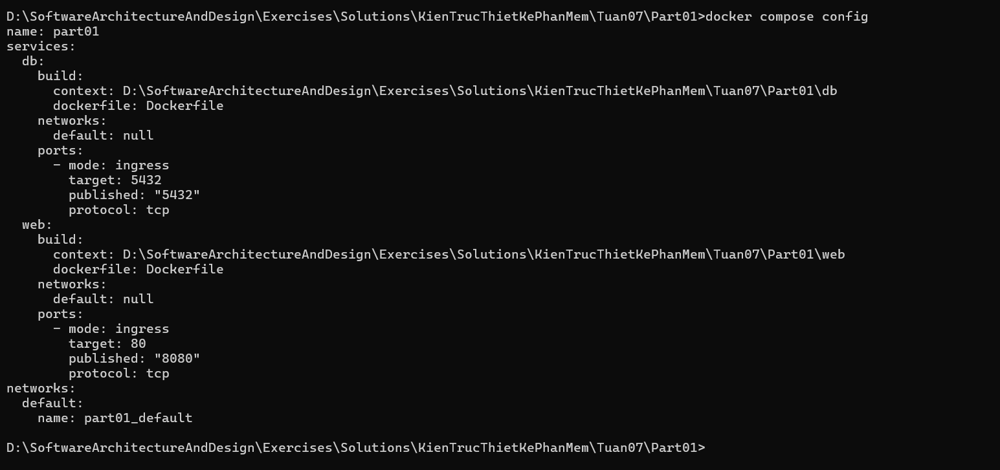 D:\SoftwareArchitectureAndDesign\Exercises\Solutions\KienTrucThietKePhanMem\Tuan07\Part01>docker compose config
name: part01
services:
  db:
    build:
      context: D:\SoftwareArchitectureAndDesign\Exercises\Solutions\KienTrucThietKePhanMem\Tuan07\Part01\db
      dockerfile: Dockerfile
    networks:
      default: null
    ports:
      - mode: ingress
        target: 5432
        published: "5432"
        protocol: tcp
  web:
    build:
      context: D:\SoftwareArchitectureAndDesign\Exercises\Solutions\KienTrucThietKePhanMem\Tuan07\Part01\web
      dockerfile: Dockerfile
    networks:
      default: null
    ports:
      - mode: ingress
        target: 80
        published: "8080"
        protocol: tcp
networks:
  default:
    name: part01_default

D:\SoftwareArchitectureAndDesign\Exercises\Solutions\KienTrucThietKePhanMem\Tuan07\Part01>